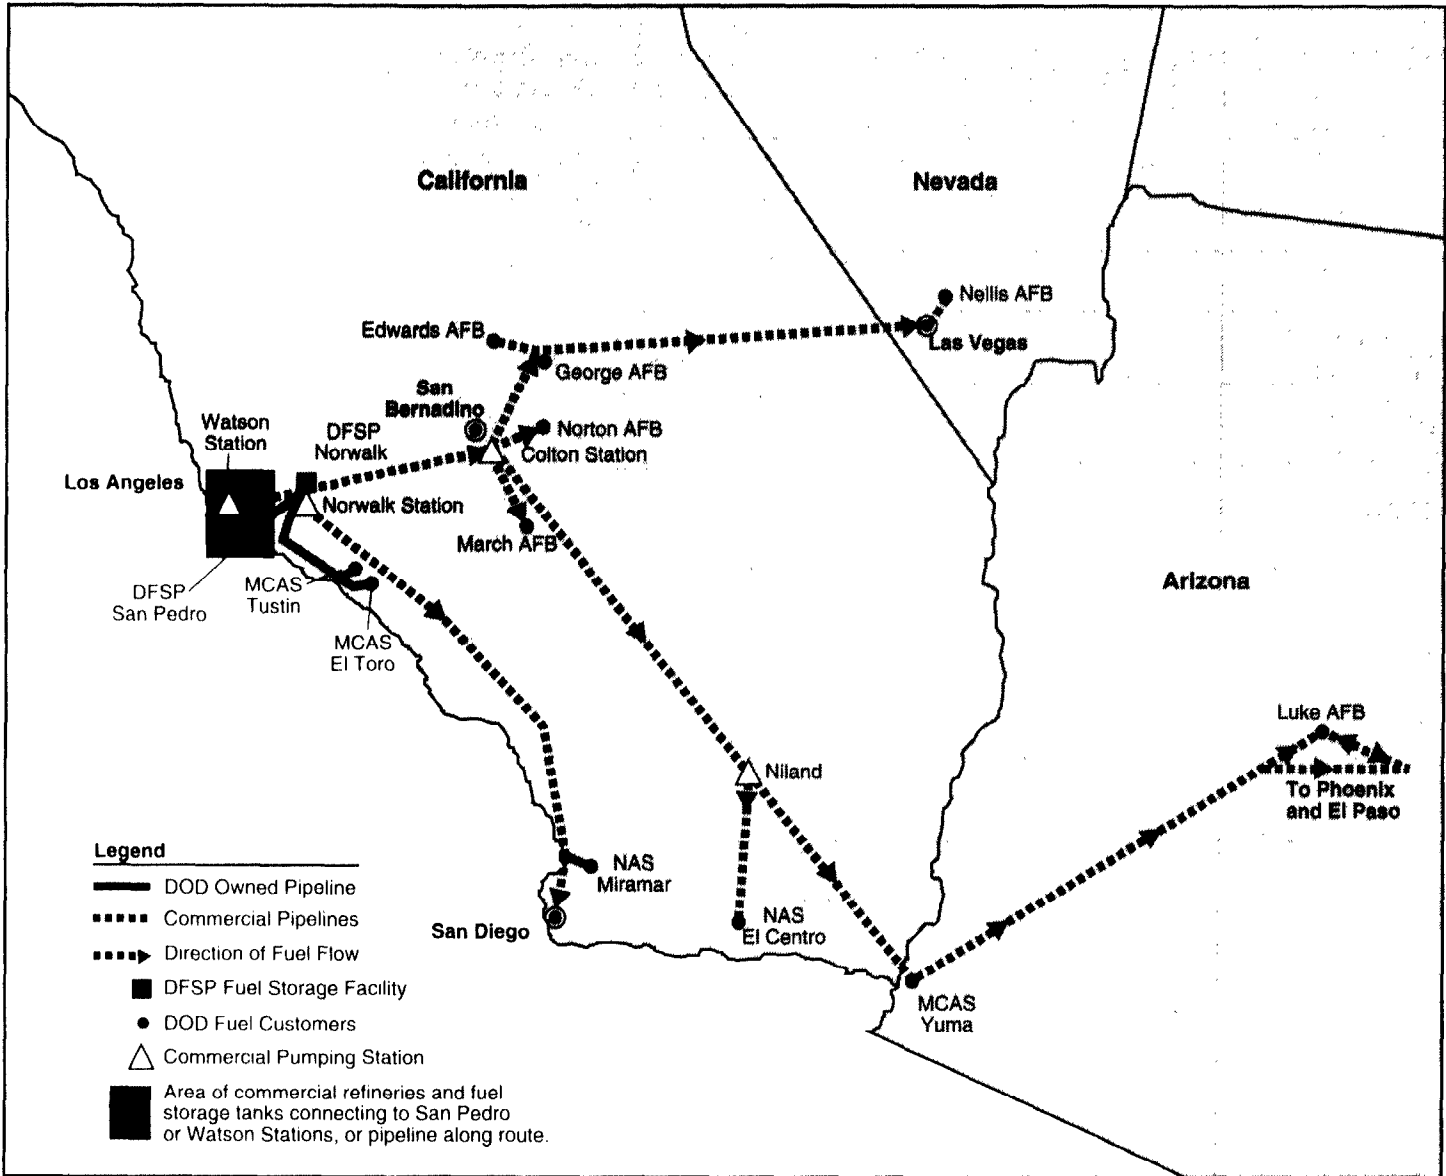 California
Nevada
Nellis AFB
Las Vegas
Edwards AFB
George AFB
San
Bernadino
Norton AFB
Colton Station
Watson
Station
DFSP
Norwalk
Los Angeles
Norwalk Station
March AFB
DFSP
San Pedro
MCAS
Tustin
MCAS
El Toro
Arizona
Luke AFB
To Phoenix
and El Paso
Niland
NAS
Miramar
San Diego
NAS
El Centro
MCAS
Yuma
Legend
DOD Owned Pipeline
Commercial Pipelines
Direction of Fuel Flow
DFSP Fuel Storage Facility
DOD Fuel Customers
Commercial Pumping Station
Area of commercial refineries and fuel
storage tanks connecting to San Pedro
or Watson Stations, or pipeline along route.